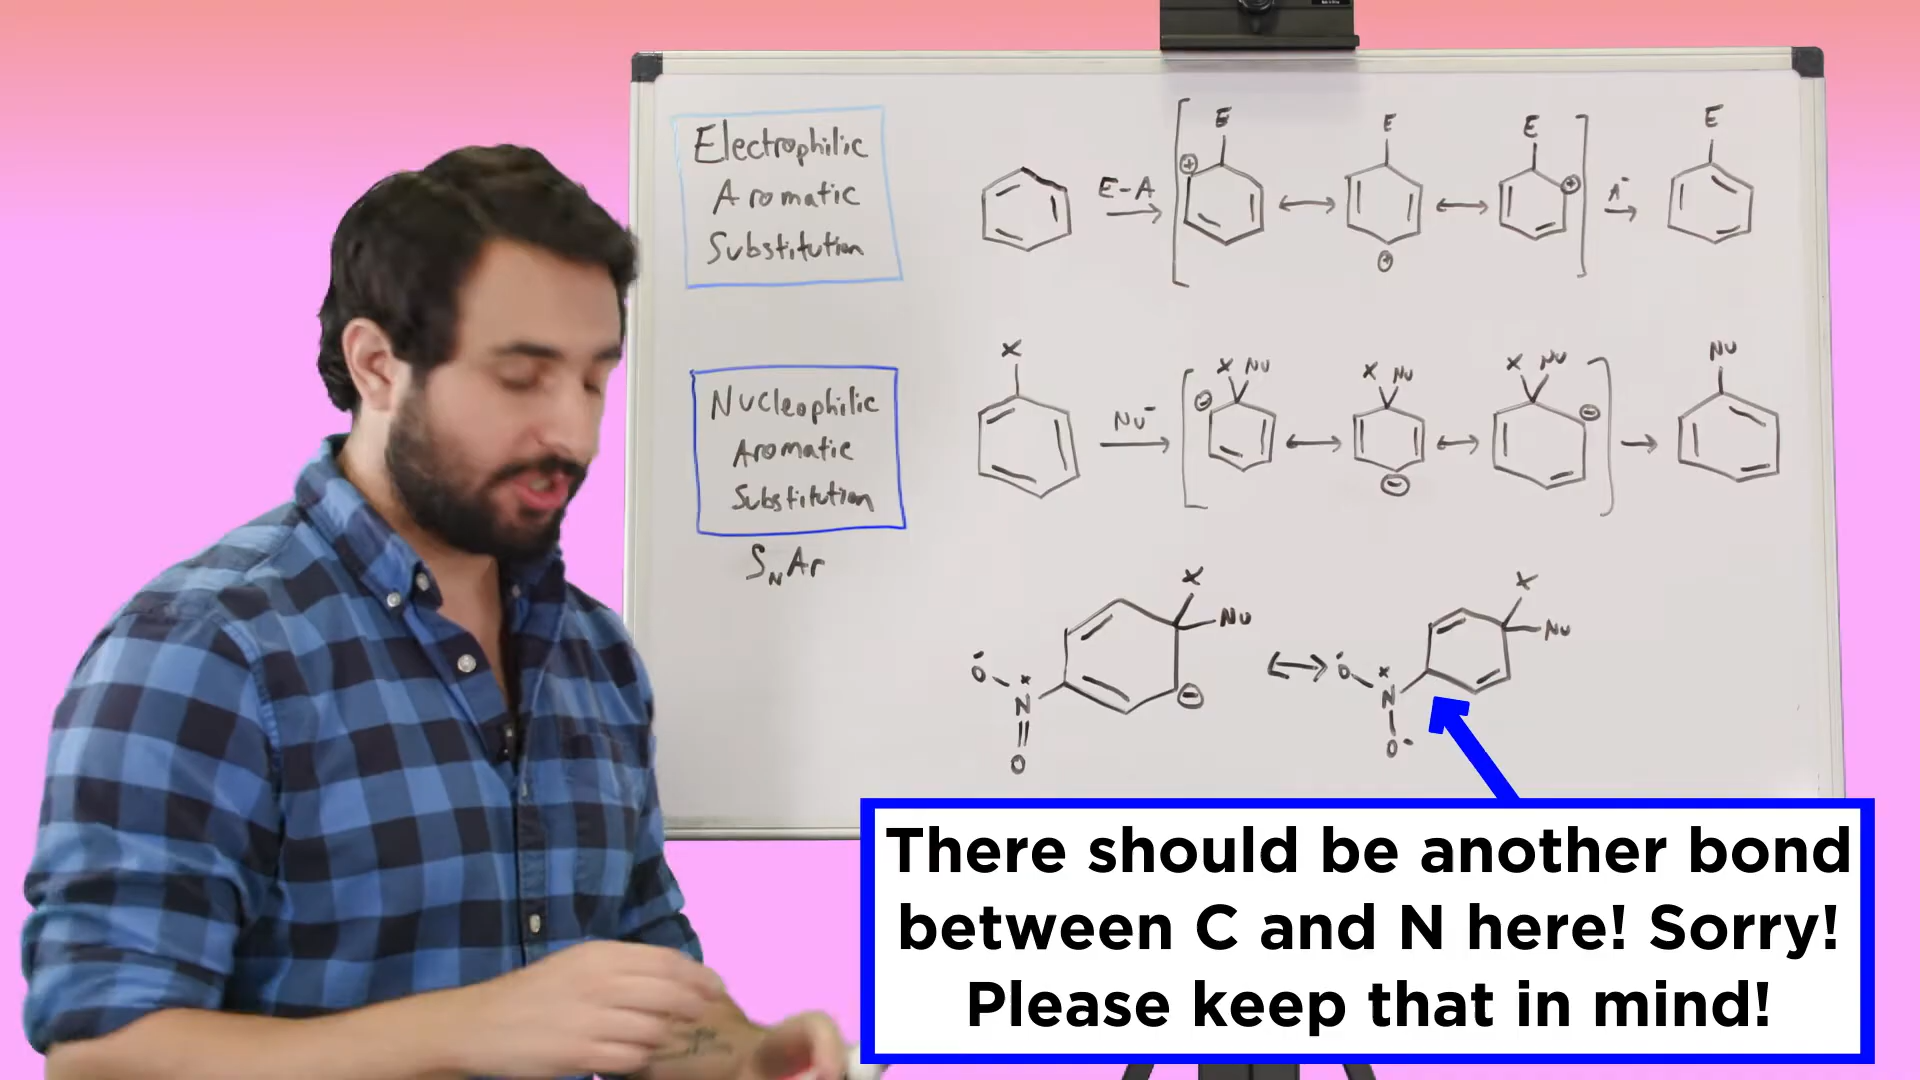 Electrophilic
Aromatic
Substitution
E E E E
⊕ E-A ⊕ A⁻
⊕
Nucleophilic
Aromatic
Substitution
SNAr
X X Nu X Nu X Nu Nu
⊖ Nu⁻ ⊖
⊖
X X
Nu Nu
⁻O N⁺ ⊖ ⁻O N⁺
O O⁻
There should be another bond
between C and N here! Sorry!
Please keep that in mind!